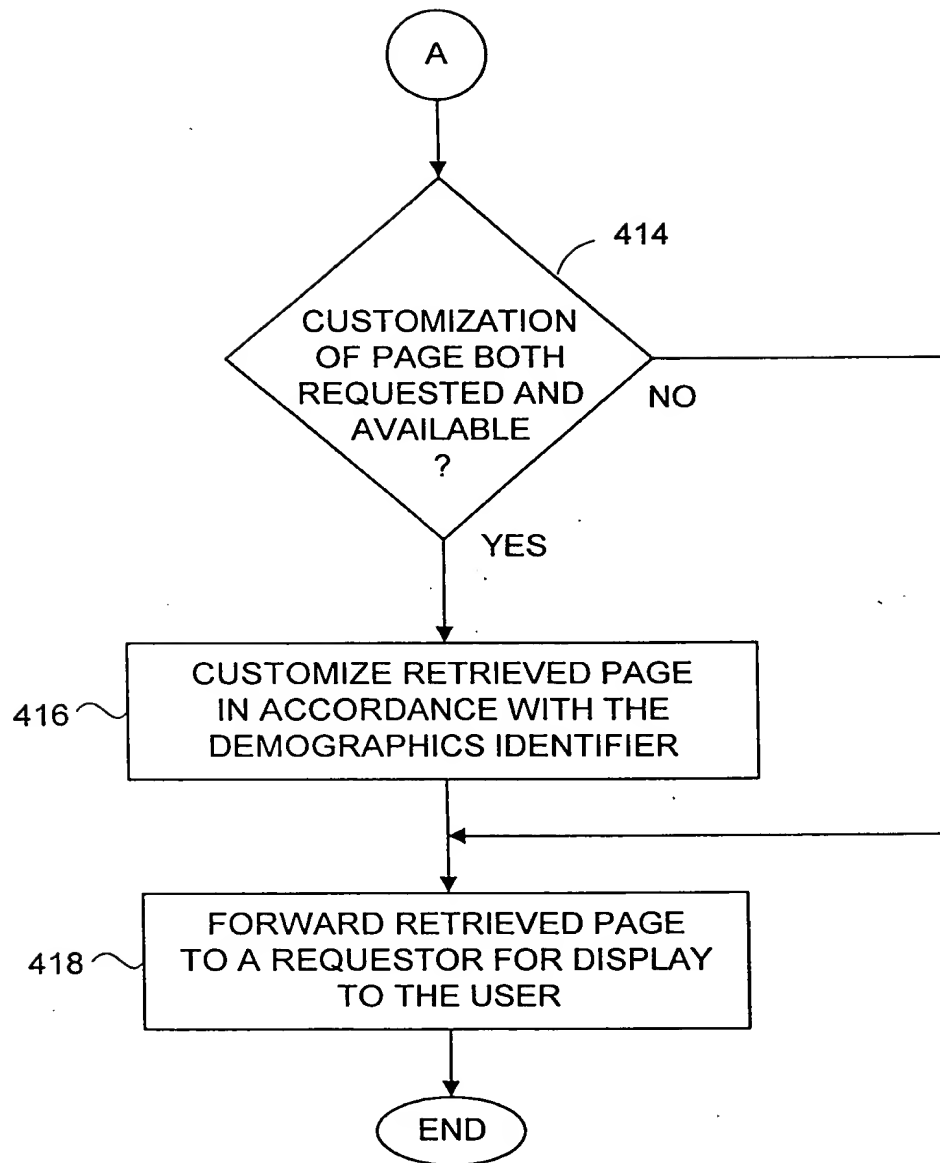 A
414
CUSTOMIZATION
OF PAGE BOTH
REQUESTED AND
AVAILABLE
?
NO
YES
416
CUSTOMIZE RETRIEVED PAGE
IN ACCORDANCE WITH THE
DEMOGRAPHICS IDENTIFIER
418
FORWARD RETRIEVED PAGE
TO A REQUESTOR FOR DISPLAY
TO THE USER
END